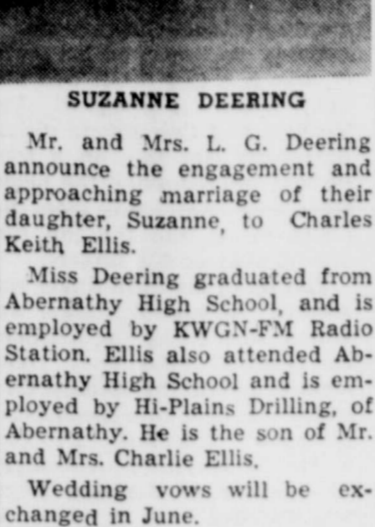 SUZANNE DEERING
Mr. and Mrs. L. G. Deering
announce the engagement and
approaching marriage of their
daughter, Suzanne, to Charles
Keith Ellis.
Miss Deering graduated from
Abernathy High School, and is
employed by KWGN-FM Radio
Station. Ellis also attended Ab-
ernathy High School and is em-
ployed by Hi-Plains Drilling, of
Abernathy. He is the son of Mr.
and Mrs. Charlie Ellis.
Wedding vows will be ex-
changed in June.